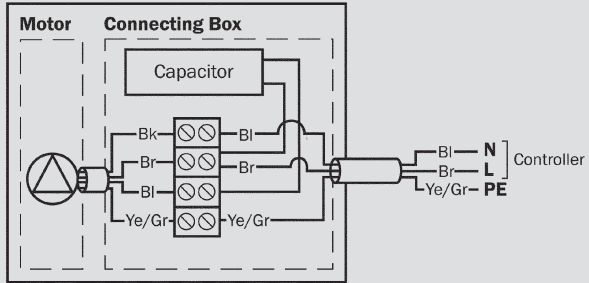 Motor Connecting Box
Capacitor
Bk Bl
Br Br
Bl
Ye/Gr Ye/Gr
Bl N
Br L
Ye/Gr PE
Controller